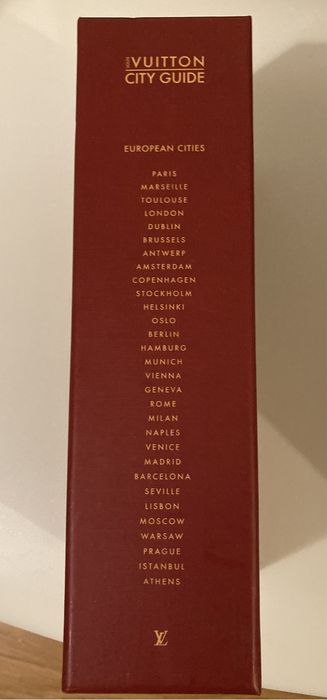 LOUIS VUITTON
CITY GUIDE
EUROPEAN CITIES
PARIS
MARSEILLE
TOULOUSE
LONDON
DUBLIN
BRUSSELS
ANTWERP
AMSTERDAM
COPENHAGEN
STOCKHOLM
HELSINKI
OSLO
BERLIN
HAMBURG
MUNICH
VIENNA
GENEVA
ROME
MILAN
NAPLES
VENICE
MADRID
BARCELONA
SEVILLE
LISBON
MOSCOW
WARSAW
PRAGUE
ISTANBUL
ATHENS
LV